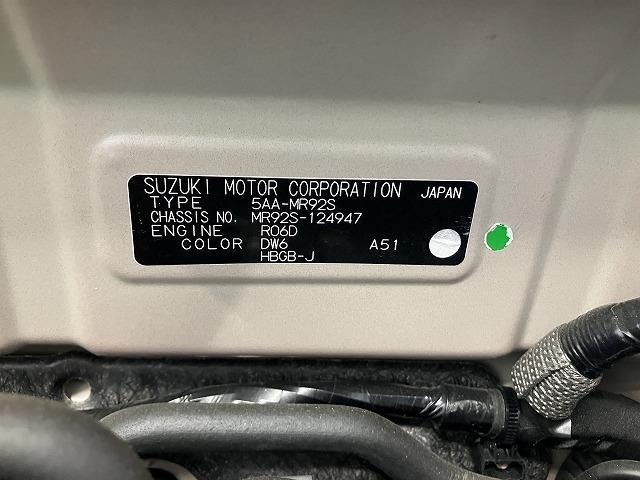 SUZUKI MOTOR CORPORATION JAPAN
TYPE 5AA-MR92S
CHASSIS NO. MR92S-124947
ENGINE R06D
COLOR DW6 A51
HBGB-J